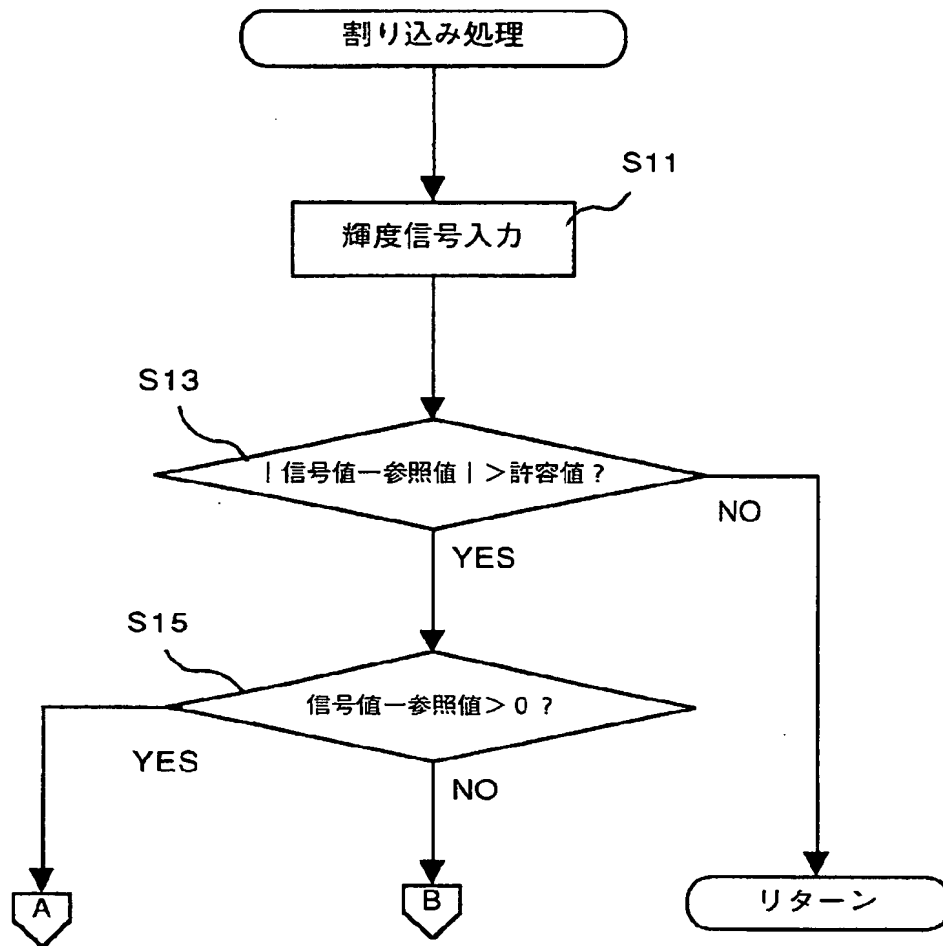 割り込み処理
S11
輝度信号入力
S13
|信号値ー参照値|>許容値?
NO
YES
S15
信号値ー参照値>0?
YES
NO
A
B
リターン